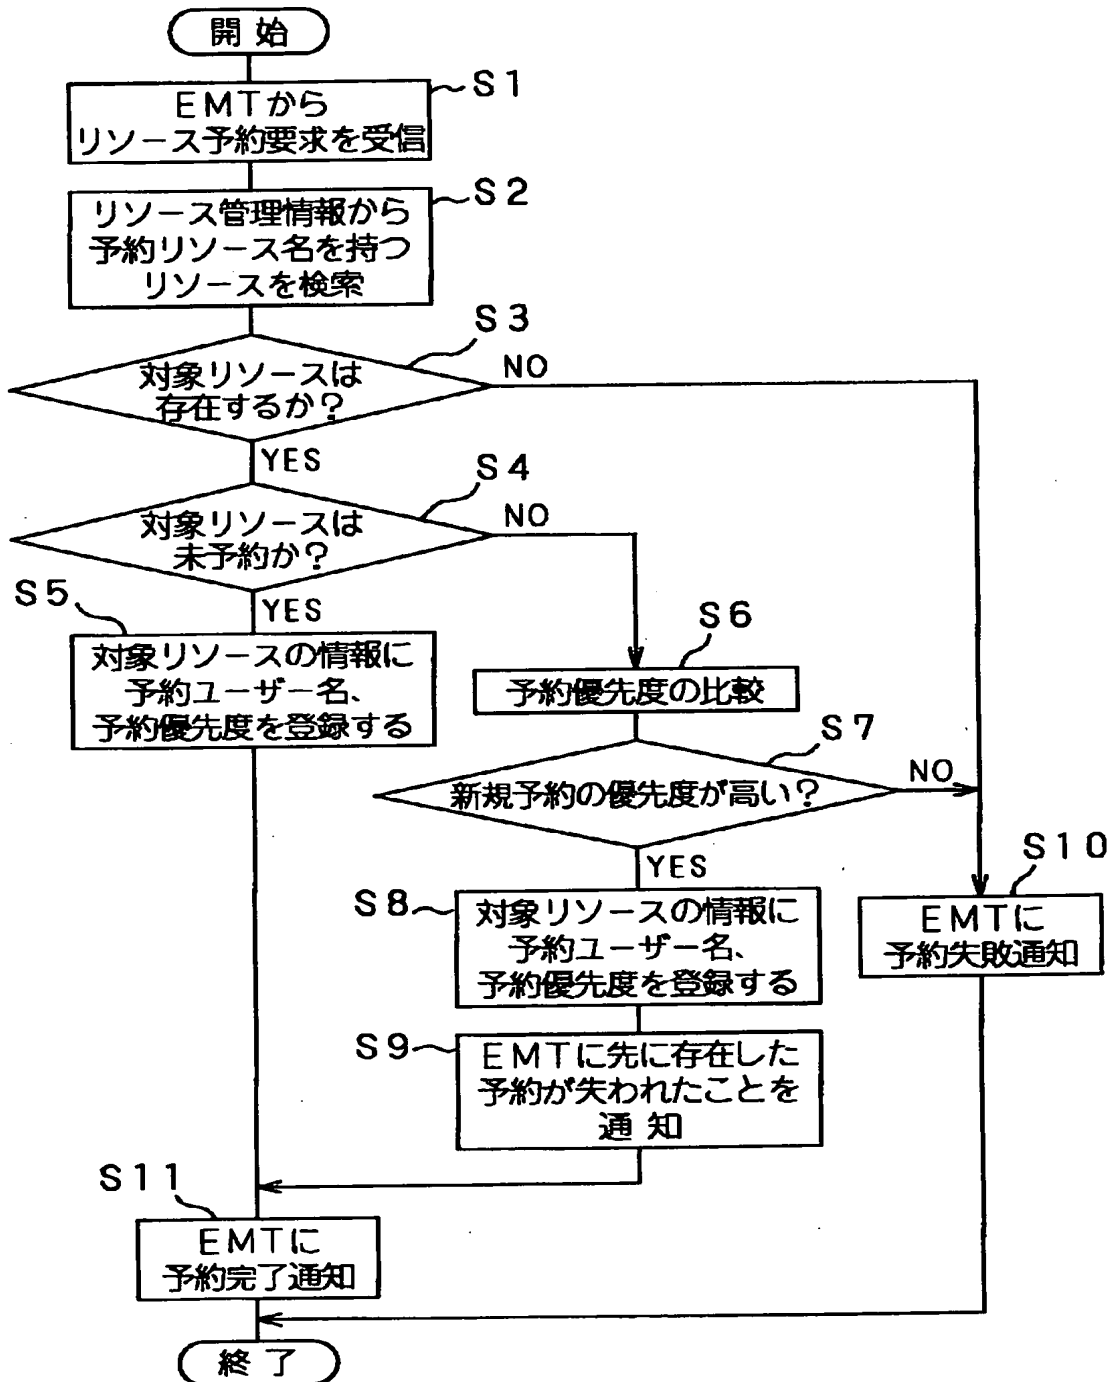 開始
S1
EMTから
リソース予約要求を受信
S2
リソース管理情報から
予約リソース名を持つ
リソースを検索
S3
対象リソースは
存在するか?
NO
YES
S4
対象リソースは
未予約か?
NO
YES
S5
対象リソースの情報に
予約ユーザー名、
予約優先度を登録する
S6
予約優先度の比較
S7
新規予約の優先度が高い?
NO
YES
S8
対象リソースの情報に
予約ユーザー名、
予約優先度を登録する
S9
EMTに先に存在した
予約が失われたことを
通知
S10
EMTに
予約失敗通知
S11
EMTに
予約完了通知
終了